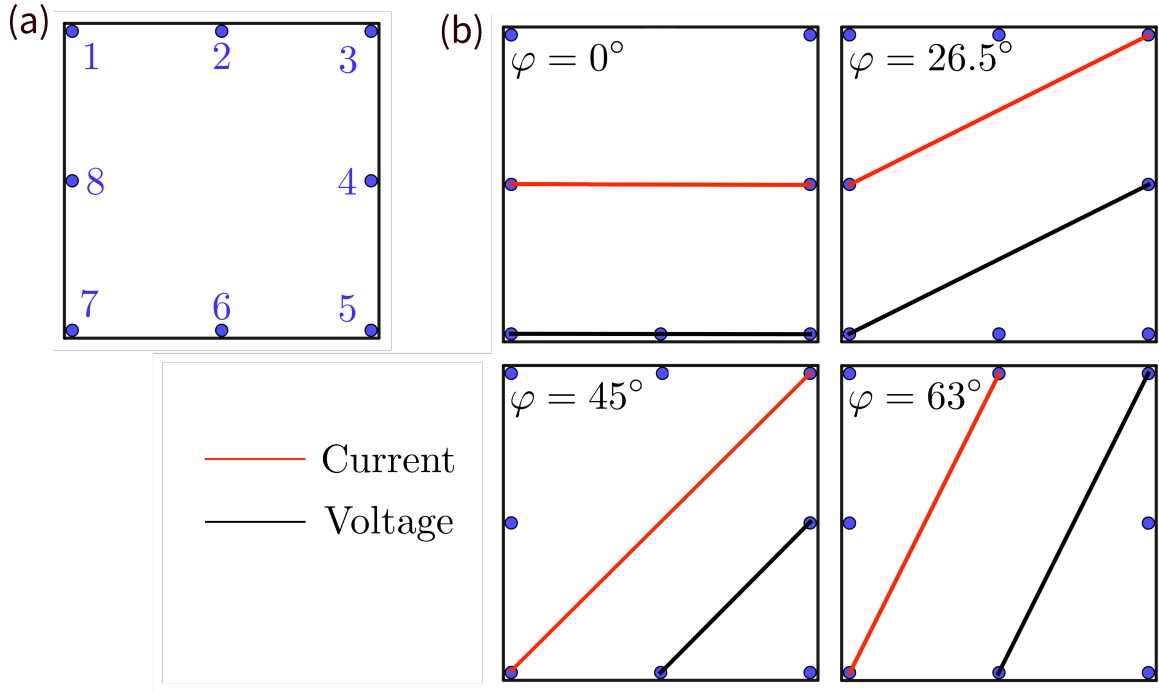 (a)
1 2 3
8 4
7 6 5
(b)
φ = 0°
φ = 26.5°
φ = 45°
φ = 63°
Current
Voltage